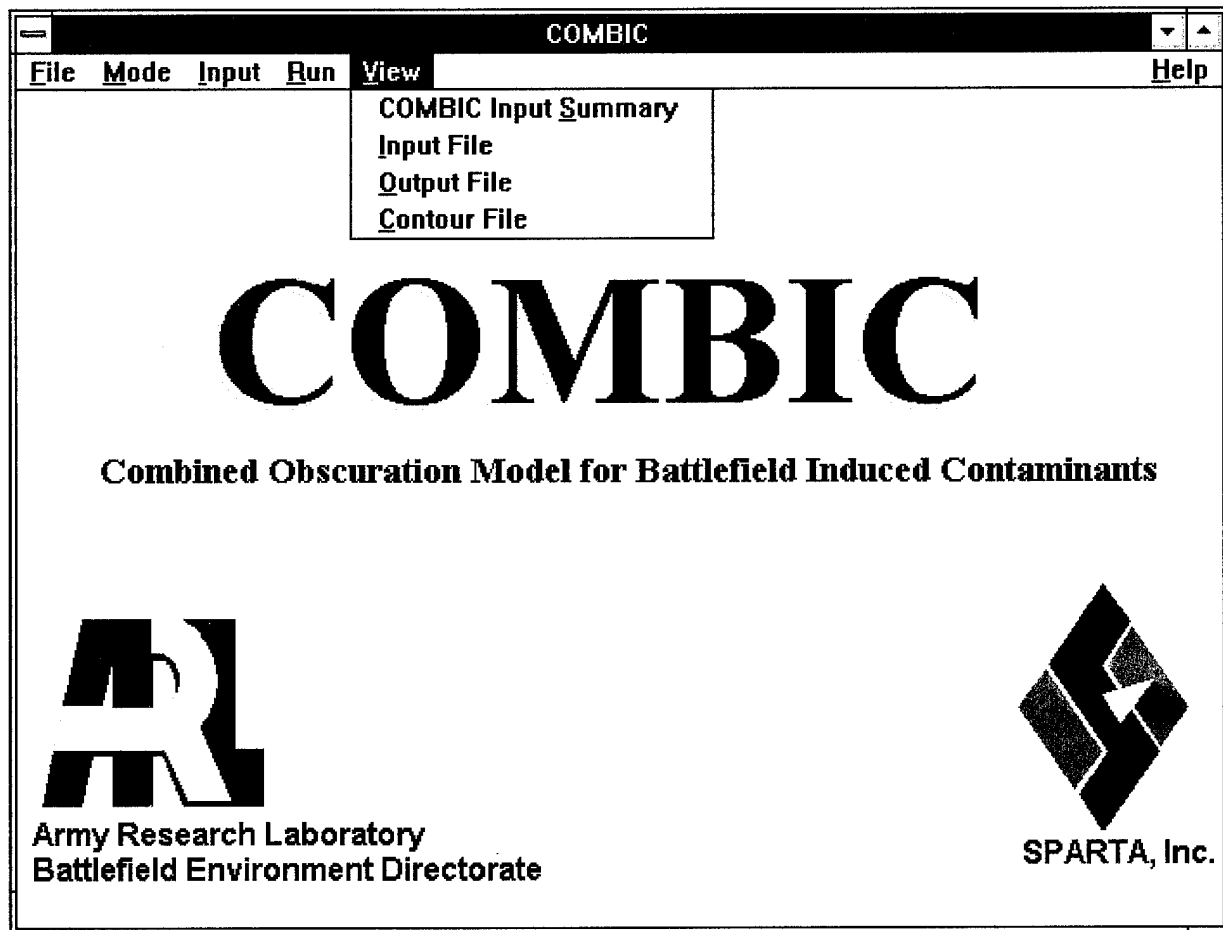 COMBIC
File Mode Input Run View Help
COMBIC Input Summary
Input File
Output File
Contour File
COMBIC
Combined Obscuration Model for Battlefield Induced Contaminants
ARL
Army Research Laboratory
Battlefield Environment Directorate
SPARTA, Inc.